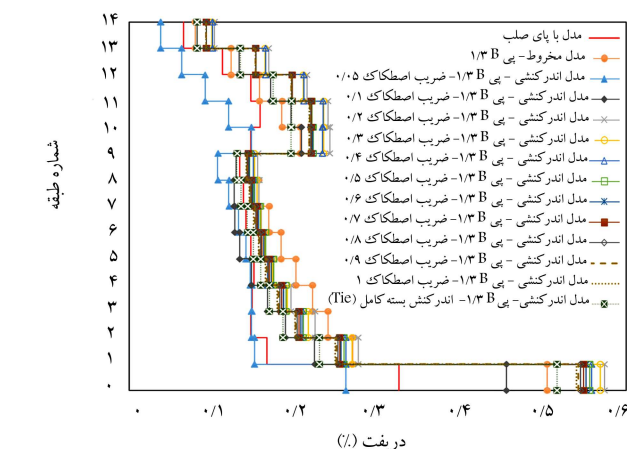 ۱۴
۱۳
۱۲
۱۱
۱۰
۹
۸
۷
۶
۵
۴
۳
۲
۱
۰
شماره طبقه
مدل با پای صلب
مدل مخروط- پی ۱/۳ B
مدل اندرکنشی - پی ۱/۳ B- ضریب اصطکاک ۰/۰۵
مدل اندرکنشی - پی ۱/۳ B- ضریب اصطکاک ۰/۱
مدل اندرکنشی - پی ۱/۳ B- ضریب اصطکاک ۰/۲
مدل اندرکنشی - پی ۱/۳ B- ضریب اصطکاک ۰/۳
مدل اندرکنشی - پی ۱/۳ B- ضریب اصطکاک ۰/۴
مدل اندرکنشی - پی ۱/۳ B- ضریب اصطکاک ۰/۵
مدل اندرکنشی - پی ۱/۳ B- ضریب اصطکاک ۰/۶
مدل اندرکنشی - پی ۱/۳ B- ضریب اصطکاک ۰/۷
مدل اندرکنشی - پی ۱/۳ B- ضریب اصطکاک ۰/۸
مدل اندرکنشی - پی ۱/۳ B- ضریب اصطکاک ۰/۹
مدل اندرکنشی - پی ۱/۳ B- ضریب اصطکاک ۱
مدل اندرکنشی- پی ۱/۳ B- اندرکنش بسته کامل (Tie)
۰ ۰/۱ ۰/۲ ۰/۳ ۰/۴ ۰/۵ ۰/۶
دریفت (٪)